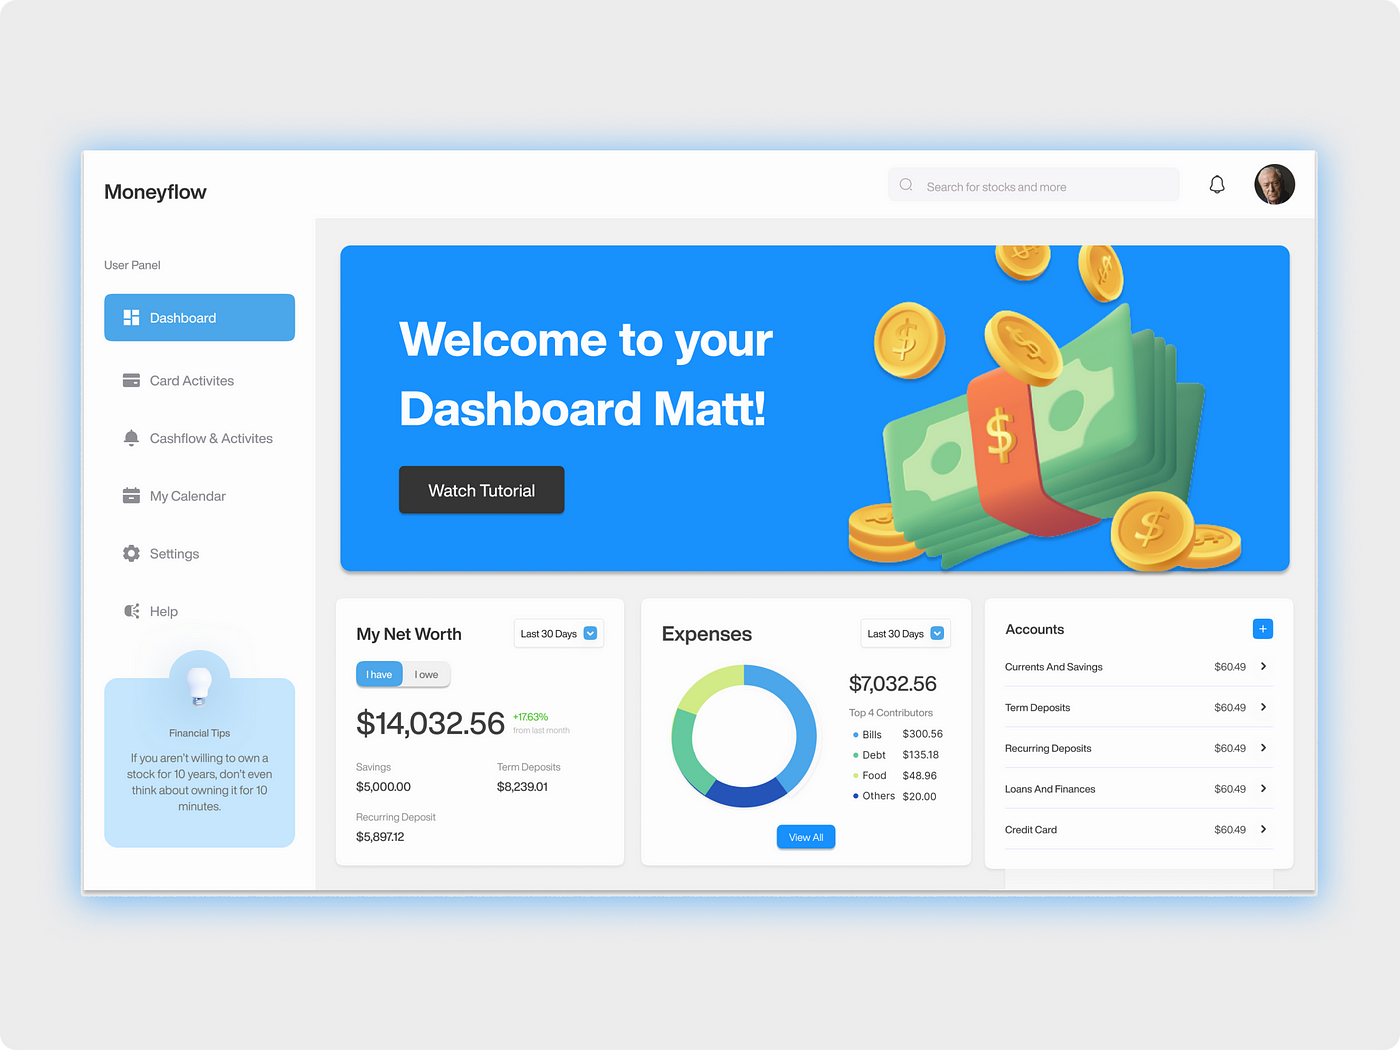 Moneyflow
Search for stocks and more
User Panel
Dashboard
Card Activites
Cashflow & Activites
My Calendar
Settings
Help
Financial Tips
If you aren't willing to own a
stock for 10 years, don't even
think about owning it for 10
minutes.
Welcome to your
Dashboard Matt!
Watch Tutorial
$
$
$
$
$
$
$
$
My Net Worth
Last 30 Days
I have
I owe
$14,032.56
+17.63%
from last month
Savings
Term Deposits
$5,000.00
$8,239.01
Recurring Deposit
$5,897.12
Expenses
Last 30 Days
$7,032.56
Top 4 Contributors
Bills $300.56
Debt $135.18
Food $48.96
Others $20.00
View All
Accounts
+
Currents And Savings $60.49
Term Deposits $60.49
Recurring Deposits $60.49
Loans And Finances $60.49
Credit Card $60.49